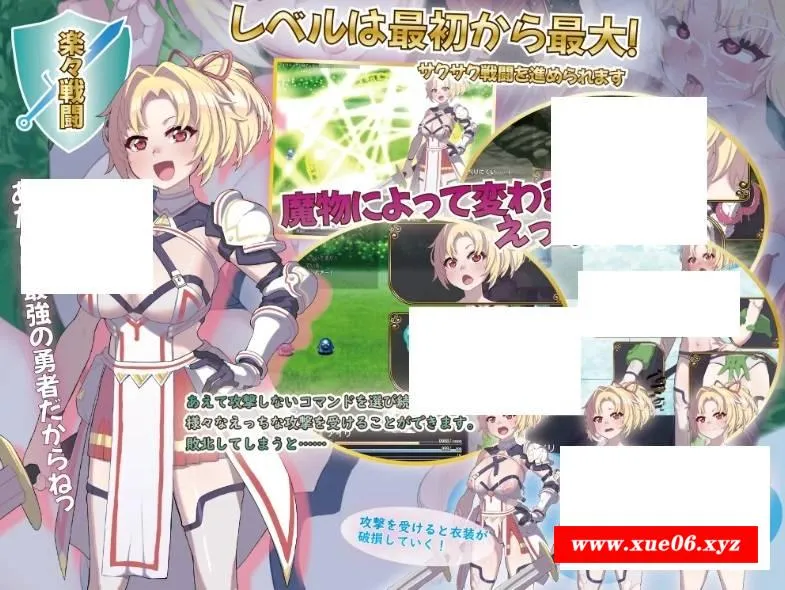 レベルは最初から最大!
サクサク戦闘を進められます
楽々戦闘
魔物によって変わ
えっ
最強の勇者だからねっ
あえて攻撃しないコマンドを選び続
様々なえっちな攻撃を受けることができます。
敗北してしまうと……
攻撃を受けると衣装が
破損していく!
www.xue06.xyz